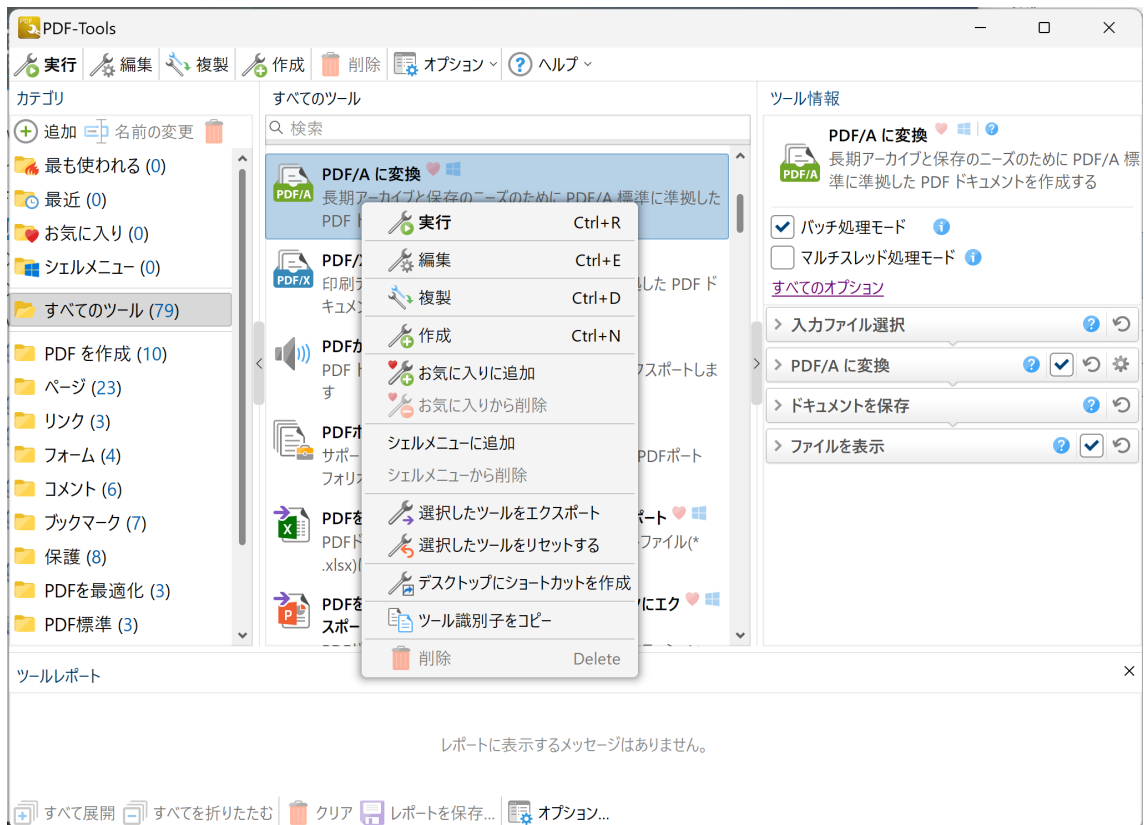 PDF-Tools
実行 編集 複製 作成 削除 オプション ヘルプ
カテゴリ
追加 名前の変更
最も使われる (0)
最近 (0)
お気に入り (0)
シェルメニュー (0)
すべてのツール (79)
PDF を作成 (10)
ページ (23)
リンク (3)
フォーム (4)
コメント (6)
ブックマーク (7)
保護 (8)
PDFを最適化 (3)
PDF標準 (3)
すべてのツール
検索
PDF/A に変換
長期アーカイブと保存のニーズのために PDF/A 標準に準拠した
PDF
PDF/A
PDF/
印刷 した PDF ド
キュメ
PDF/X
PDFか
PDF クスポートしま
す
PDFポ
サポー PDFポート
フォリ
PDFを ポート
PDFド ファイル(*
.xlsx)
PDFを にエク
スポー
実行 Ctrl+R
編集 Ctrl+E
複製 Ctrl+D
作成 Ctrl+N
お気に入りに追加
お気に入りから削除
シェルメニューに追加
シェルメニューから削除
選択したツールをエクスポート
選択したツールをリセットする
デスクトップにショートカットを作成
ツール識別子をコピー
削除 Delete
ツール情報
PDF/A に変換
長期アーカイブと保存のニーズのために PDF/A 標
準に準拠した PDF ドキュメントを作成する
PDF/A
バッチ処理モード
マルチスレッド処理モード
すべてのオプション
入力ファイル選択
PDF/A に変換
ドキュメントを保存
ファイルを表示
ツールレポート
レポートに表示するメッセージはありません。
すべて展開 すべてを折りたたむ クリア レポートを保存... オプション...